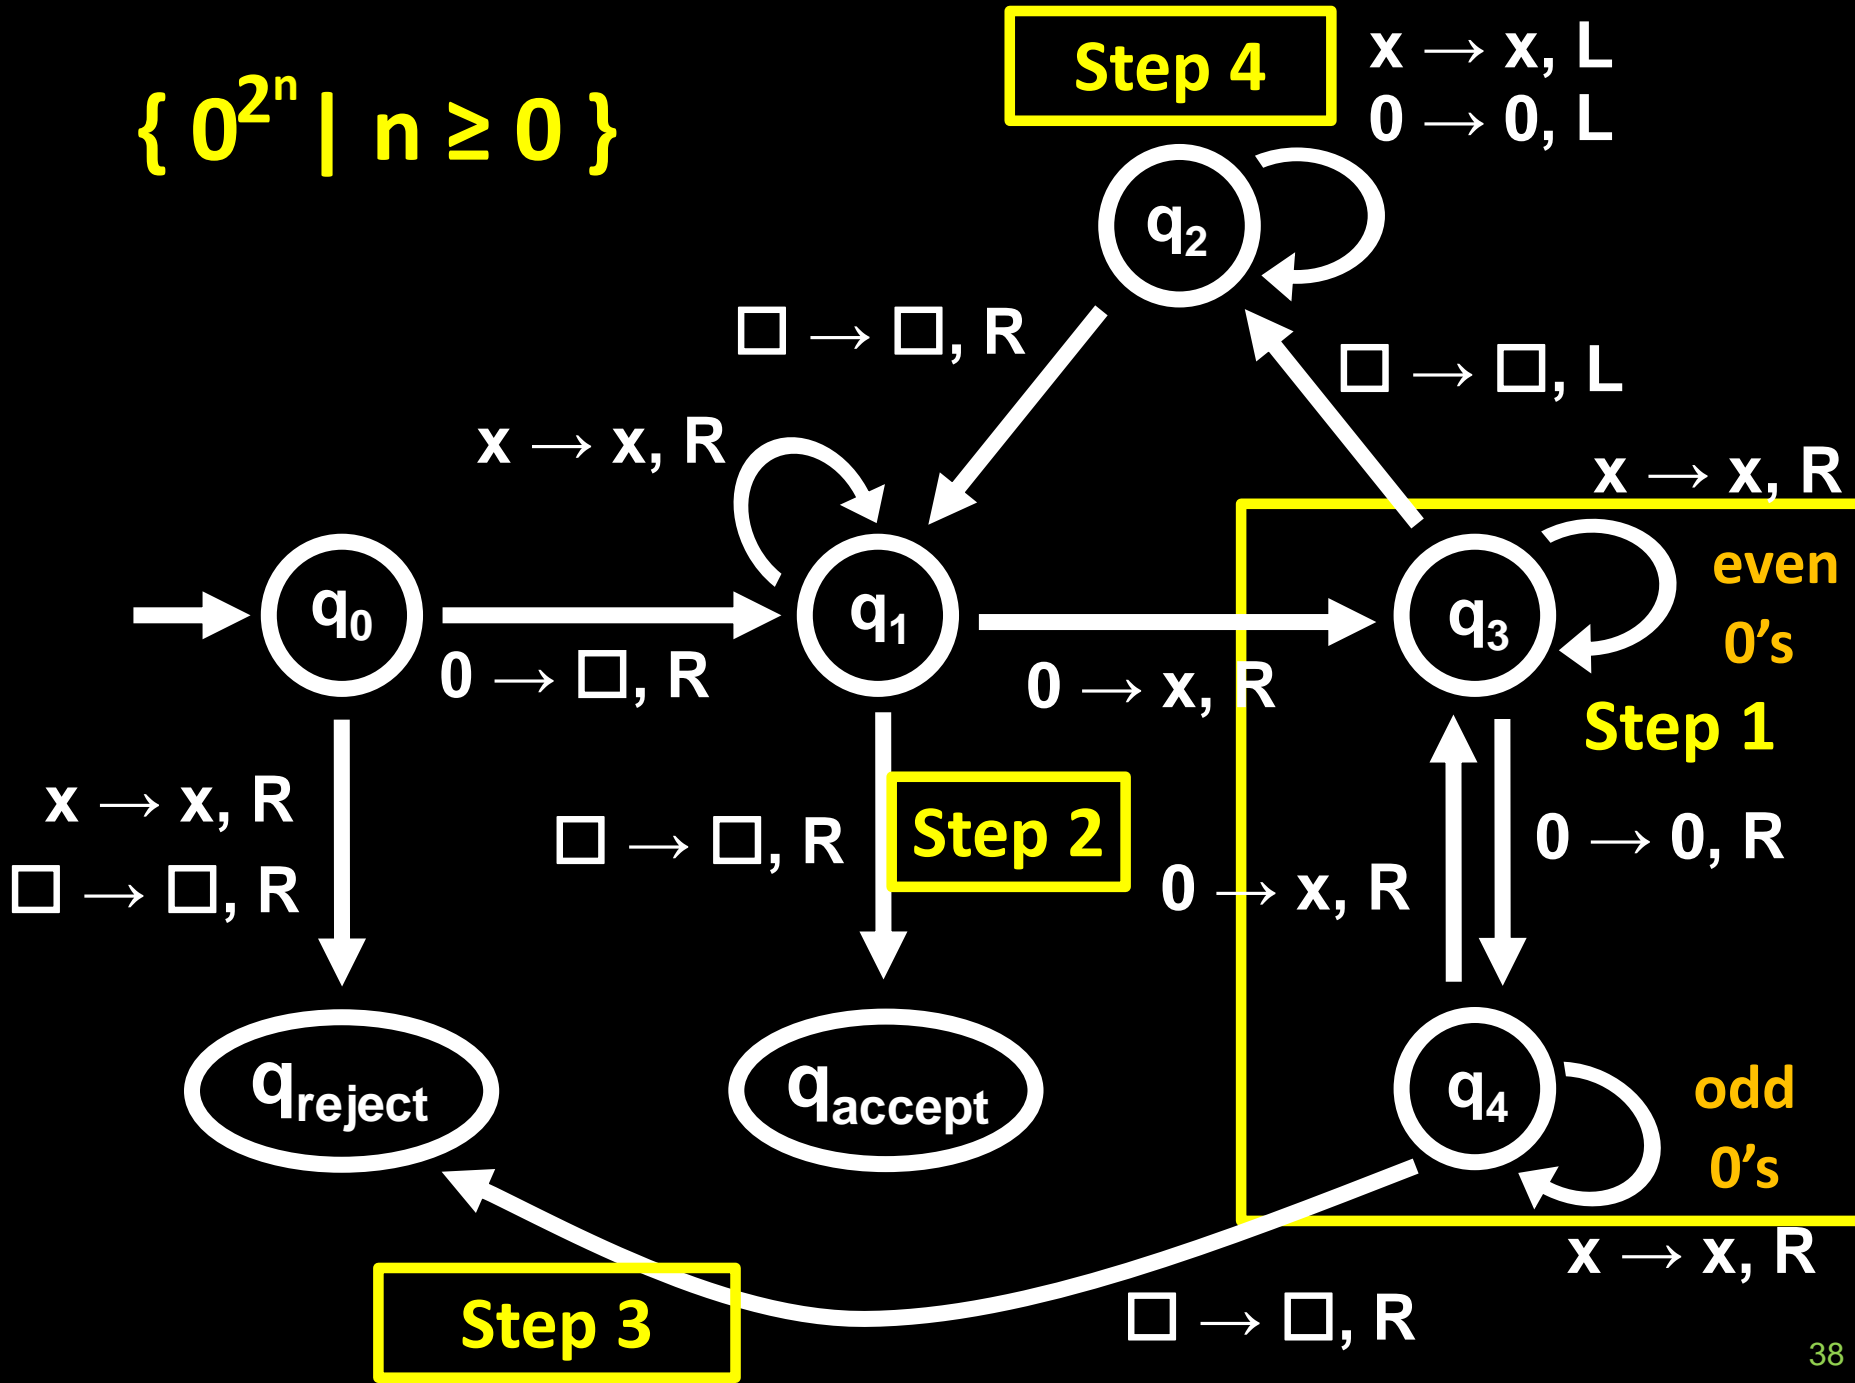 Step 4
x → x, L
0 → 0, L
{ 0^2^n | n ≥ 0 }
q2
□ → □, R
□ → □, L
x → x, R
x → x, R
even
0's
q0
q1
q3
0 → □, R
0 → x, R
Step 1
x → x, R
□ → □, R
□ → □, R
Step 2
0 → x, R
0 → 0, R
qreject
qaccept
q4
odd
0's
x → x, R
Step 3
□ → □, R
38